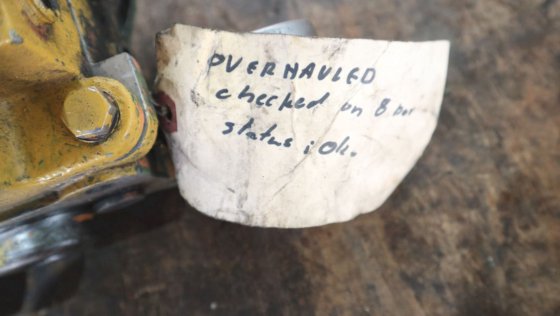 OVERHAULED
checked on 8 bar
status : Ok.